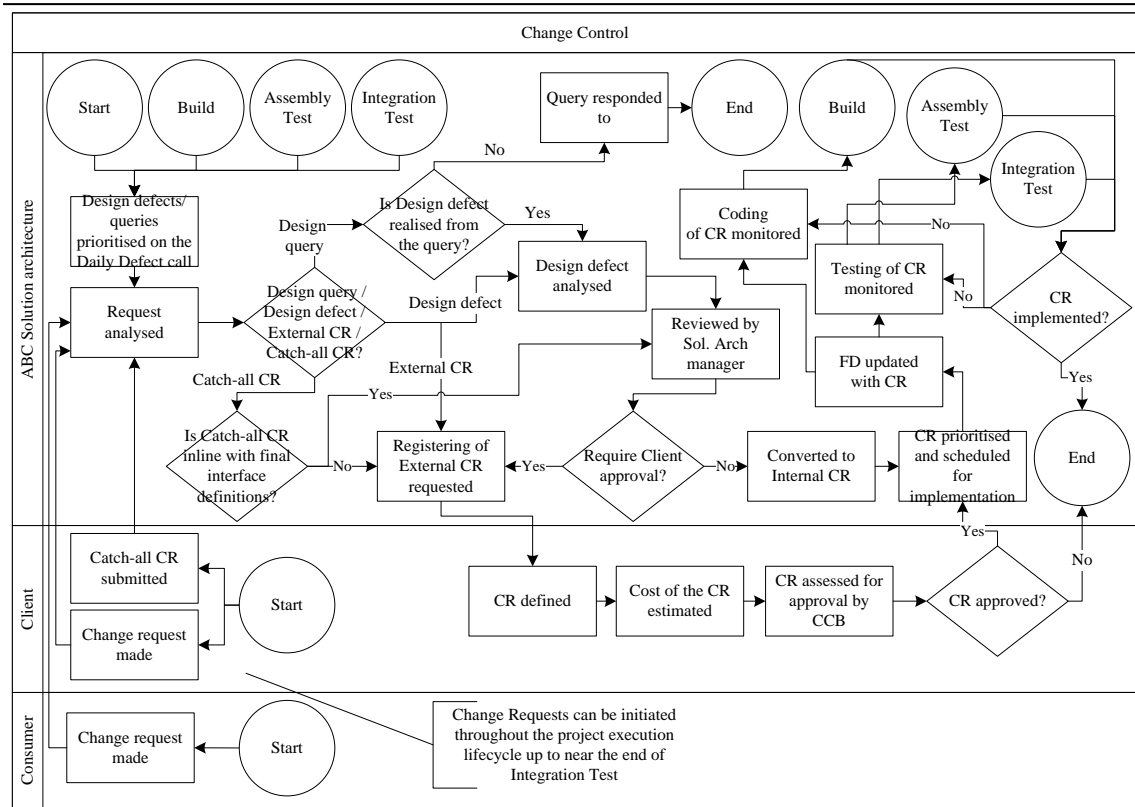 Change Control
ABC Solution architecture
Start
Build
Assembly
Test
Integration
Test
Query responded
to
End
Build
Assembly
Test
Integration
Test
No
Design defects/
queries
prioritised on the
Daily Defect call
Design
query
Is Design defect
realised from
the query?
Yes
Coding
of CR monitored
No
Request
analysed
Design query /
Design defect /
External CR /
Catch-all CR?
Design defect
Design defect
analysed
Testing of CR
monitored
No
CR
implemented?
Reviewed by
Sol. Arch
manager
External CR
Catch-all CR
Yes
FD updated
with CR
Yes
Is Catch-all CR
inline with final
interface
definitions?
No
Registering of
External CR
requested
Yes
Require Client
approval?
No
Converted to
Internal CR
CR prioritised
and scheduled
for
implementation
End
Yes
No
Client
Catch-all CR
submitted
Start
Change request
made
CR defined
Cost of the CR
estimated
CR assessed for
approval by
CCB
CR approved?
Consumer
Change request
made
Start
Change Requests can be initiated
throughout the project execution
lifecycle up to near the end of
Integration Test